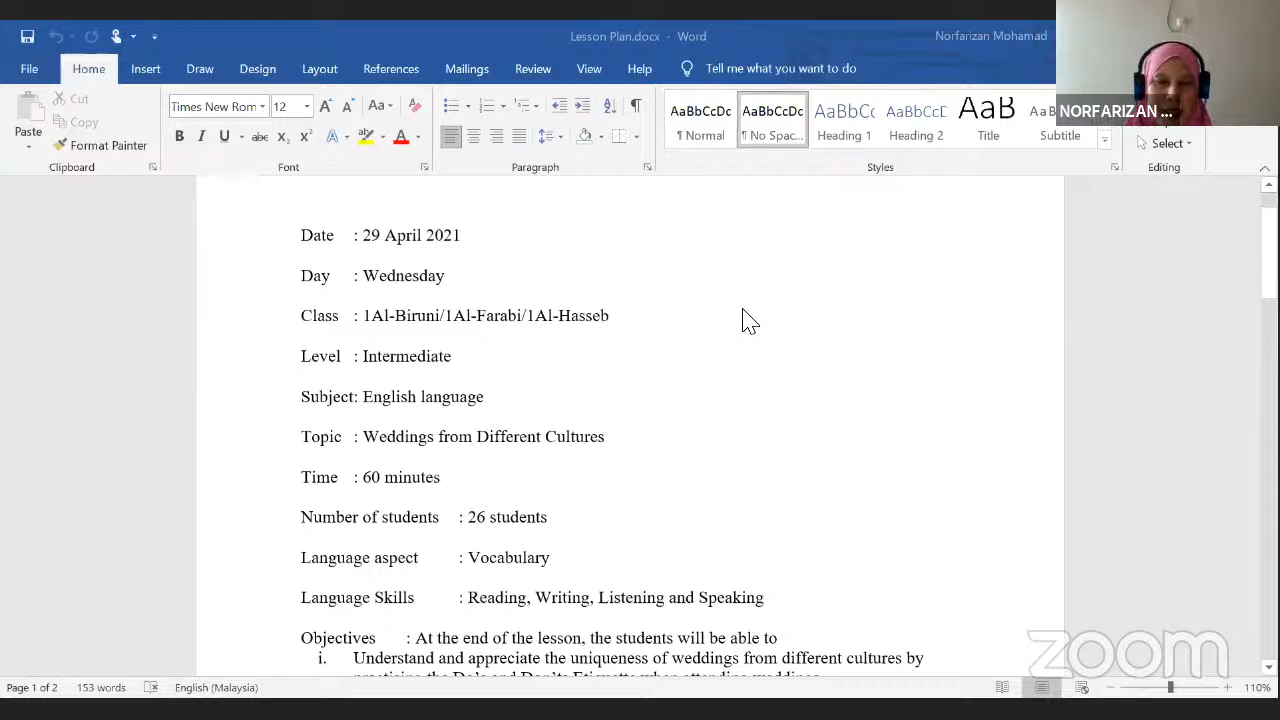 Lesson Plan.docx - Word
Norfarizan Mohamad
File Home Insert Draw Design Layout References Mailings Review View Help Tell me what you want to do
NORFARIZAN ...
Paste
Cut
Copy
Format Painter
Clipboard
Times New Rom 12
Font
Paragraph
AaBbCcDc AaBbCcDc AaBbC AaBbCcD AaB
¶ Normal ¶ No Spac... Heading 1 Heading 2 Title Subtitle
Styles
Select
Editing
Date : 29 April 2021
Day : Wednesday
Class : 1Al-Biruni/1Al-Farabi/1Al-Hasseb
Level : Intermediate
Subject: English language
Topic : Weddings from Different Cultures
Time : 60 minutes
Number of students : 26 students
Language aspect : Vocabulary
Language Skills : Reading, Writing, Listening and Speaking
Objectives : At the end of the lesson, the students will be able to
i. Understand and appreciate the uniqueness of weddings from different cultures by
zoom
Page 1 of 2 153 words English (Malaysia) 110%